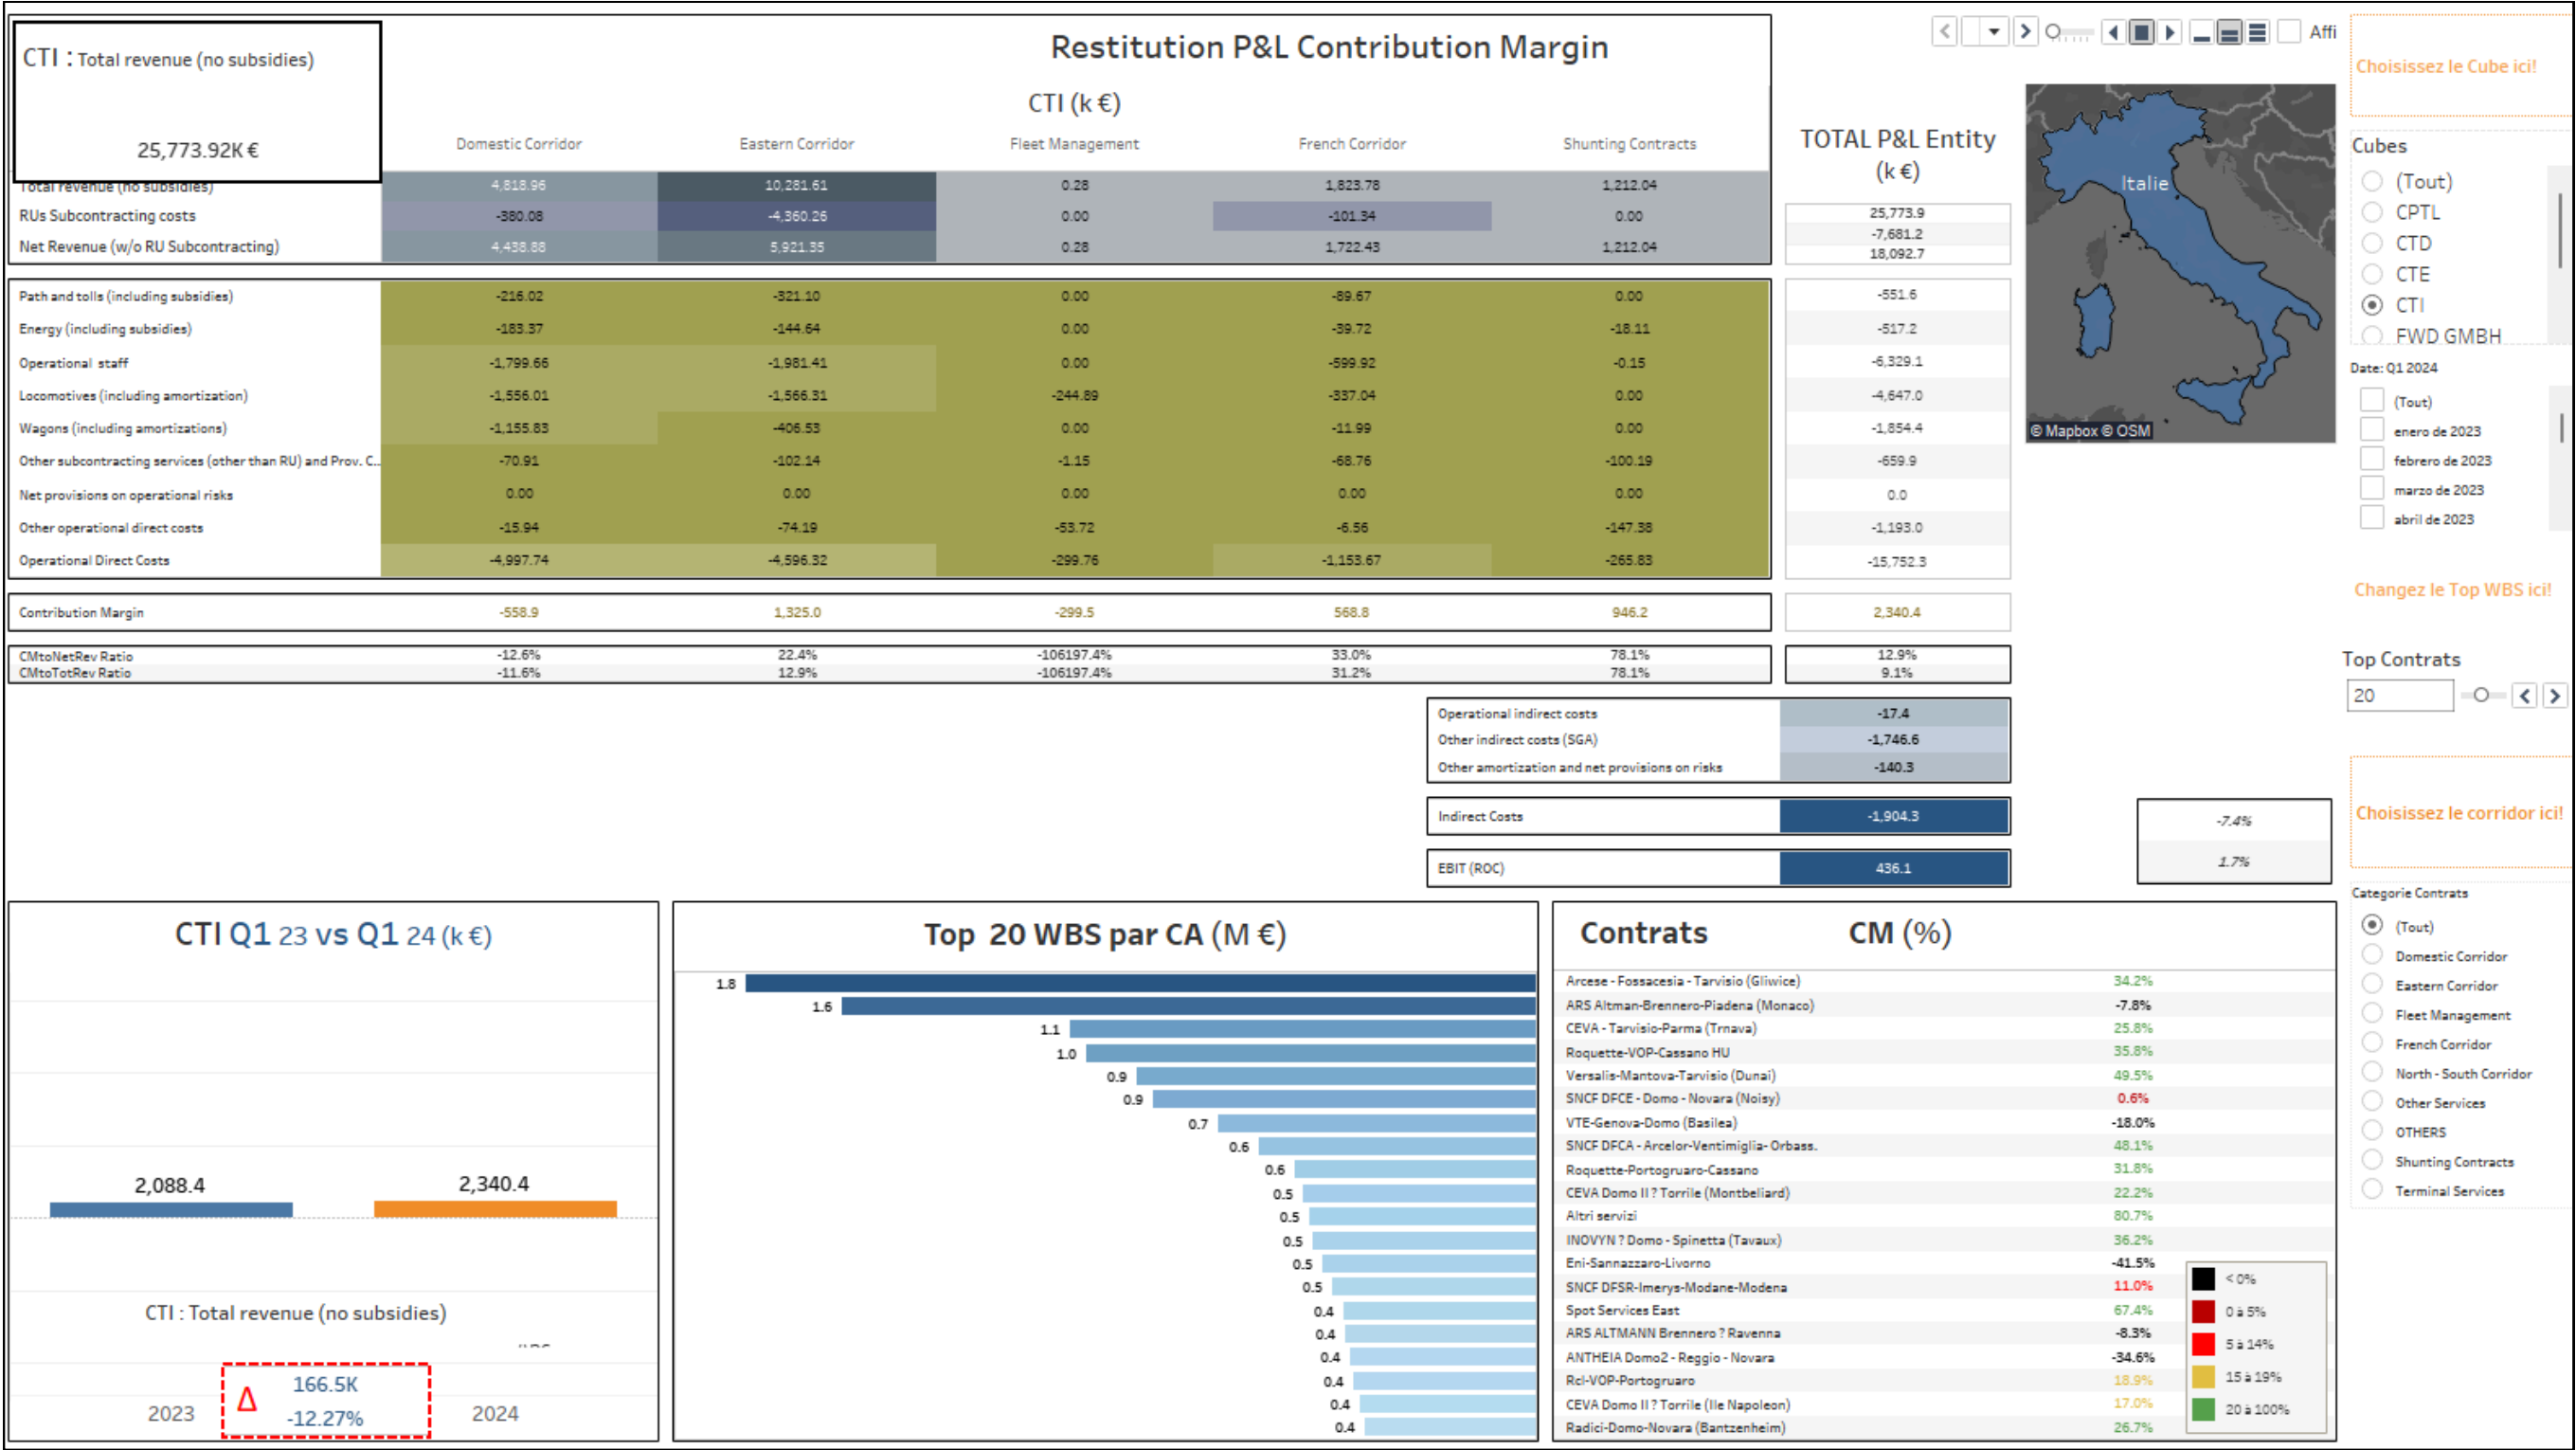 CTI : Total revenue (no subsidies)
25,773.92K €
Restitution P&L Contribution Margin
CTI (k €)
Domestic Corridor Eastern Corridor Fleet Management French Corridor Shunting Contracts
Total revenue (no subsidies) 4,818.96 10,281.61 0.28 1,823.78 1,212.04
RUs Subcontracting costs -380.08 -4,360.26 0.00 -101.34 0.00
Net Revenue (w/o RU Subcontracting) 4,438.88 5,921.35 0.28 1,722.43 1,212.04
Path and tolls (including subsidies) -216.02 -321.10 0.00 -89.67 0.00
Energy (including subsidies) -183.37 -144.64 0.00 -39.72 -18.11
Operational staff -1,799.66 -1,981.41 0.00 -599.92 -0.15
Locomotives (including amortization) -1,556.01 -1,566.31 -244.89 -337.04 0.00
Wagons (including amortizations) -1,155.83 -406.53 0.00 -11.99 0.00
Other subcontracting services (other than RU) and Prov. C.. -70.91 -102.14 -1.15 -68.76 -100.19
Net provisions on operational risks 0.00 0.00 0.00 0.00 0.00
Other operational direct costs -15.94 -74.19 -53.72 -6.56 -147.38
Operational Direct Costs -4,997.74 -4,596.32 -299.76 -1,153.67 -265.83
Contribution Margin -558.9 1,325.0 -299.5 568.8 946.2
CMtoNetRev Ratio -12.6% 22.4% -106197.4% 33.0% 78.1%
CMtoTotRev Ratio -11.6% 12.9% -106197.4% 31.2% 78.1%
TOTAL P&L Entity
(k €)
25,773.9
-7,681.2
18,092.7
-551.6
-517.2
-6,329.1
-4,647.0
-1,854.4
-659.9
0.0
-1,193.0
-15,752.3
2,340.4
12.9%
9.1%
Operational indirect costs -17.4
Other indirect costs (SGA) -1,746.6
Other amortization and net provisions on risks -140.3
Indirect Costs -1,904.3
EBIT (ROC) 436.1
-7.4%
1.7%
Affi
Italie
© Mapbox © OSM
Choisissez le Cube ici!
Cubes
(Tout)
CPTL
CTD
CTE
CTI
FWD GMBH
Date: Q1 2024
(Tout)
enero de 2023
febrero de 2023
marzo de 2023
abril de 2023
Changez le Top WBS ici!
Top Contrats
20
Choisissez le corridor ici!
Categorie Contrats
(Tout)
Domestic Corridor
Eastern Corridor
Fleet Management
French Corridor
North - South Corridor
Other Services
OTHERS
Shunting Contracts
Terminal Services
CTI Q1 23 vs Q1 24 (k €)
2,088.4 2,340.4
CTI : Total revenue (no subsidies)
2023 2024
Δ
166.5K
-12.27%
Top 20 WBS par CA (M €)
1.8
1.6
1.1
1.0
0.9
0.9
0.7
0.6
0.6
0.5
0.5
0.5
0.5
0.5
0.4
0.4
0.4
0.4
0.4
0.4
Contrats CM (%)
Arcese - Fossacesia - Tarvisio (Gliwice) 34.2%
ARS Altman-Brennero-Piadena (Monaco) -7.8%
CEVA - Tarvisio-Parma (Trnava) 25.8%
Roquette-VOP-Cassano HU 35.8%
Versalis-Mantova-Tarvisio (Dunai) 49.5%
SNCF DFCE - Domo - Novara (Noisy) 0.6%
VTE-Genova-Domo (Basilea) -18.0%
SNCF DFCA - Arcelor-Ventimiglia- Orbass. 48.1%
Roquette-Portogruaro-Cassano 31.8%
CEVA Domo II ? Torrile (Montbeliard) 22.2%
Altri servizi 80.7%
INOVYN ? Domo - Spinetta (Tavaux) 36.2%
Eni-Sannazzaro-Livorno -41.5%
SNCF DFSR-Imerys-Modane-Modena 11.0%
Spot Services East 67.4%
ARS ALTMANN Brennero ? Ravenna -8.3%
ANTHEIA Domo2 - Reggio - Novara -34.6%
Rcl-VOP-Portogruaro 18.9%
CEVA Domo II ? Torrile (Ile Napoleon) 17.0%
Radici-Domo-Novara (Bantzenheim) 26.7%
< 0%
0 à 5%
5 à 14%
15 à 19%
20 à 100%